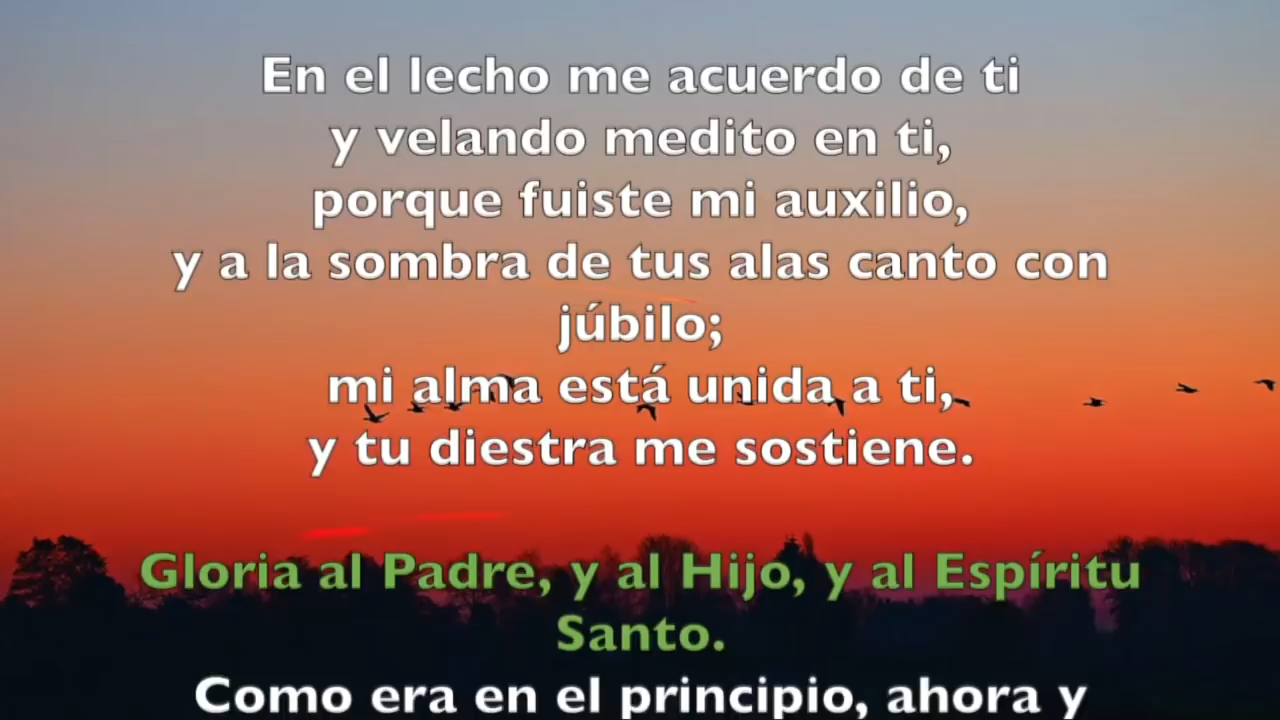 En el lecho me acuerdo de ti
y velando medito en ti,
porque fuiste mi auxilio,
y a la sombra de tus alas canto con
júbilo;
mi alma está unida a ti,
y tu diestra me sostiene.
Gloria al Padre, y al Hijo, y al Espíritu
Santo.
Como era en el principio, ahora y